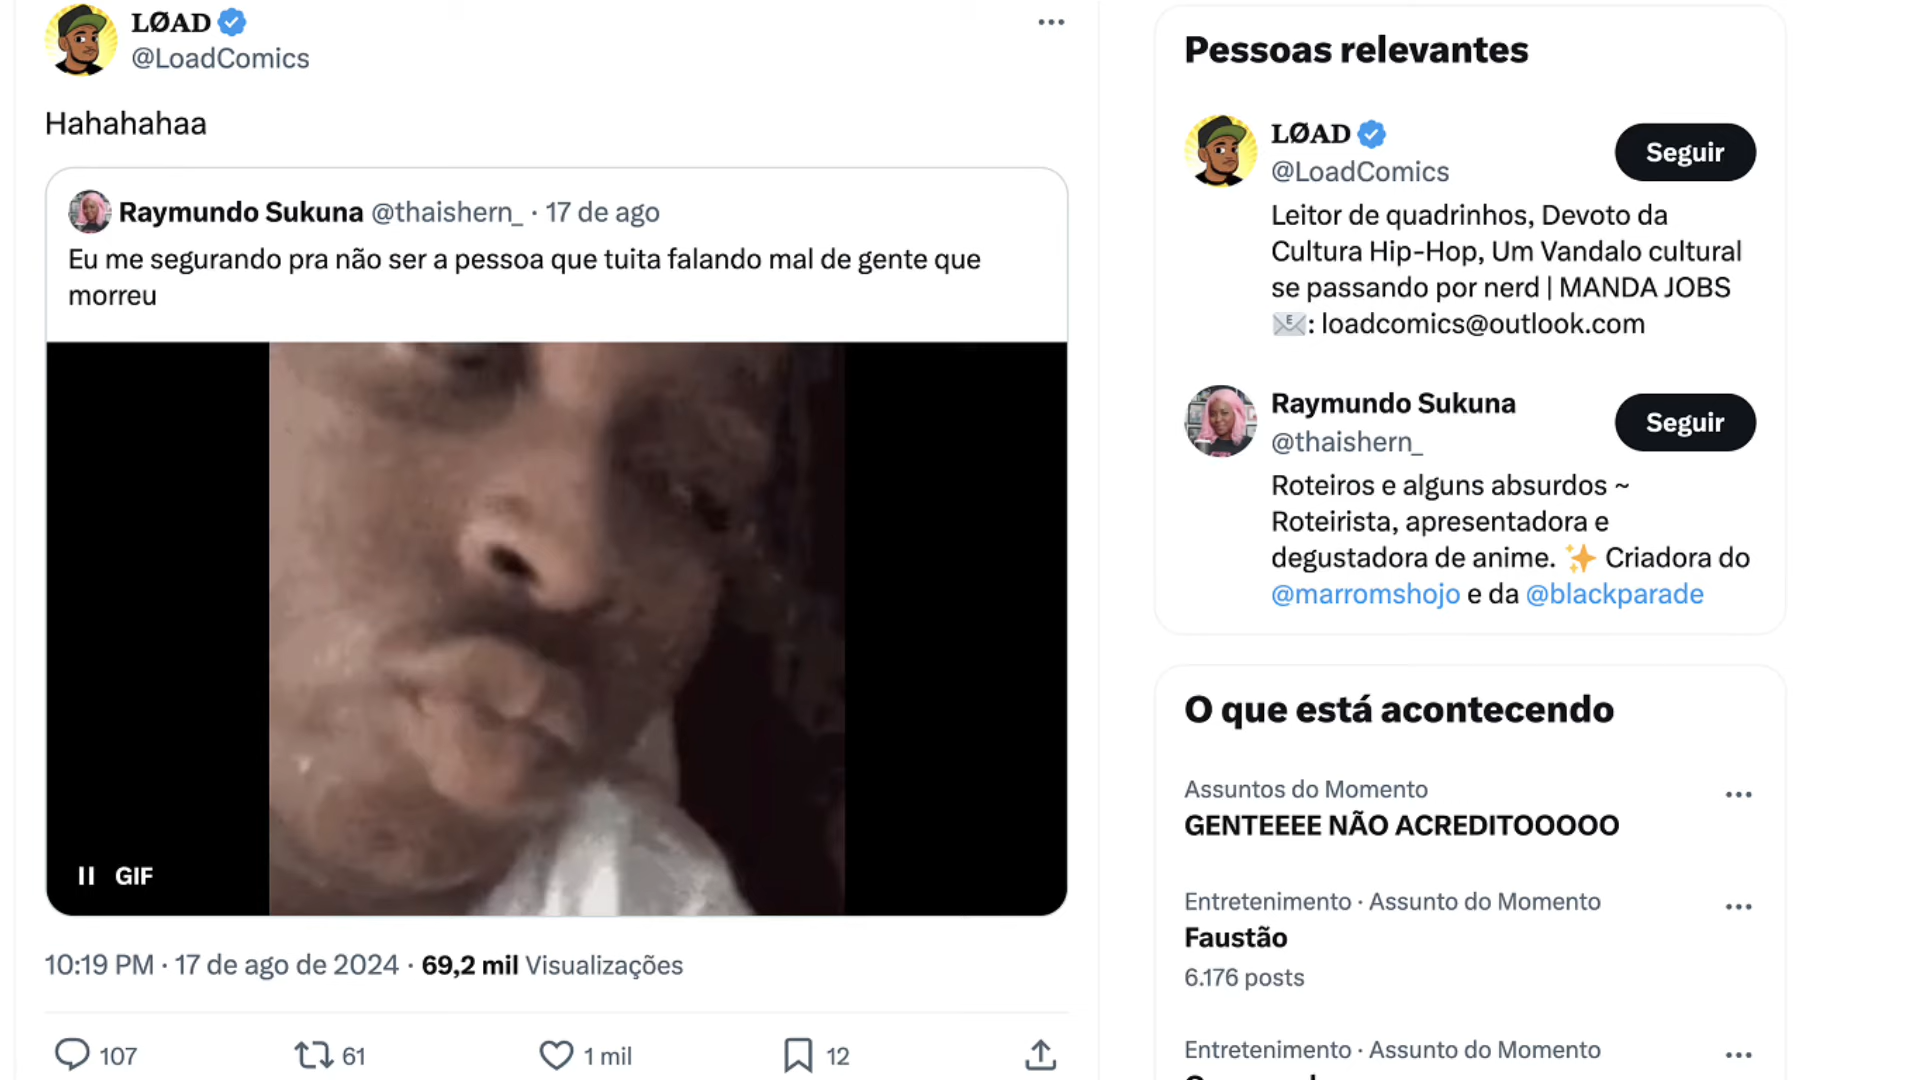 LØAD
@LoadComics
Hahahahaa
Raymundo Sukuna @thaishern_ · 17 de ago
Eu me segurando pra não ser a pessoa que tuita falando mal de gente que
morreu
GIF
10:19 PM · 17 de ago de 2024 · 69,2 mil Visualizações
107
61
1 mil
12
Pessoas relevantes
LØAD
@LoadComics
Seguir
Leitor de quadrinhos, Devoto da
Cultura Hip-Hop, Um Vandalo cultural
se passando por nerd | MANDA JOBS
📧: loadcomics@outlook.com
Raymundo Sukuna
@thaishern_
Seguir
Roteiros e alguns absurdos ~
Roteirista, apresentadora e
degustadora de anime. ✨ Criadora do
@marromshojo e da @blackparade
O que está acontecendo
Assuntos do Momento
GENTEEEE NÃO ACREDITOOOOO
Entretenimento · Assunto do Momento
Faustão
6.176 posts
Entretenimento · Assunto do Momento